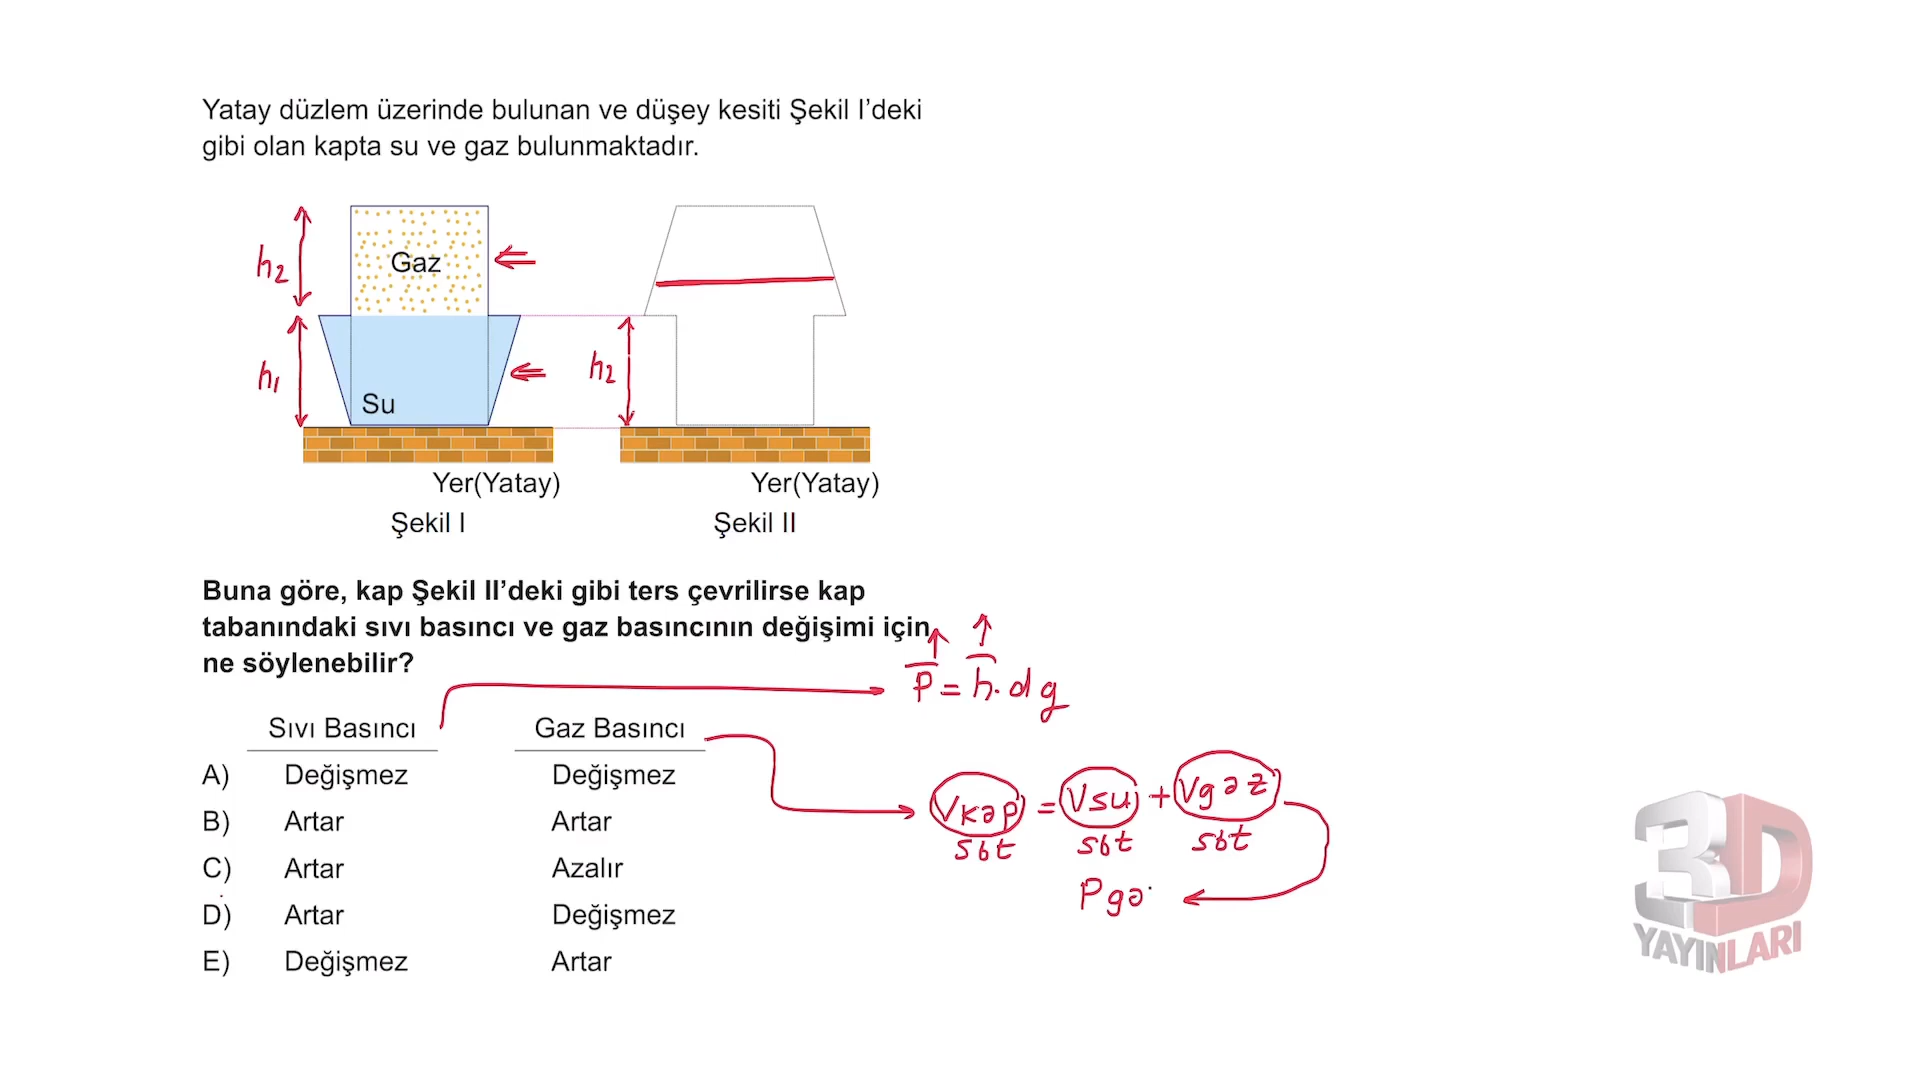 Yatay düzlem üzerinde bulunan ve düşey kesiti Şekil I’deki
gibi olan kapta su ve gaz bulunmaktadır.
h2
Gaz
h1
Su
h2
Yer(Yatay)
Yer(Yatay)
Şekil I
Şekil II
Buna göre, kap Şekil II’deki gibi ters çevrilirse kap
tabanındaki sıvı basıncı ve gaz basıncının değişimi için
ne söylenebilir?
P = h.dg
Sıvı Basıncı Gaz Basıncı
A) Değişmez Değişmez
B) Artar Artar
C) Artar Azalır
D) Artar Değişmez
E) Değişmez Artar
Vkap = Vsu + Vgaz
sbt sbt sbt
Pga
3D
YAYINLARI